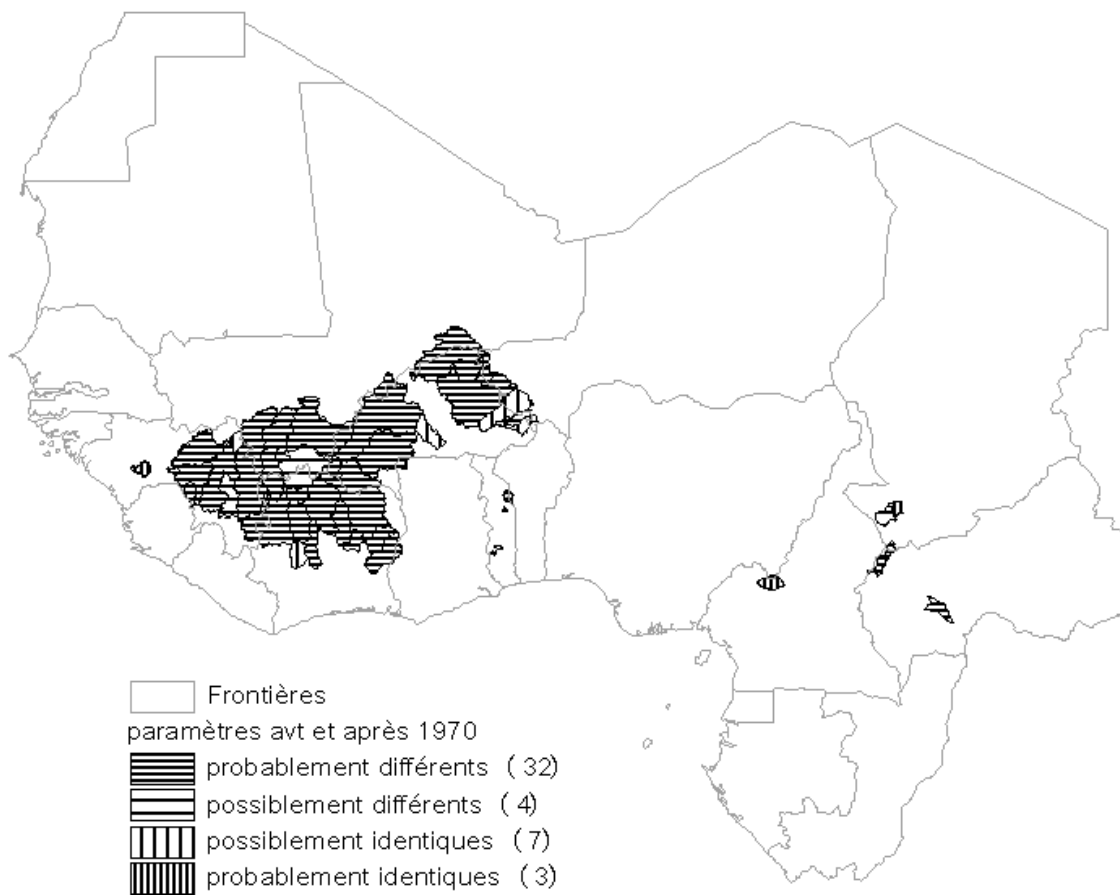 Frontières
paramètres avt et après 1970
probablement différents ( 32)
possiblement différents ( 4)
possiblement identiques ( 7)
probablement identiques ( 3)